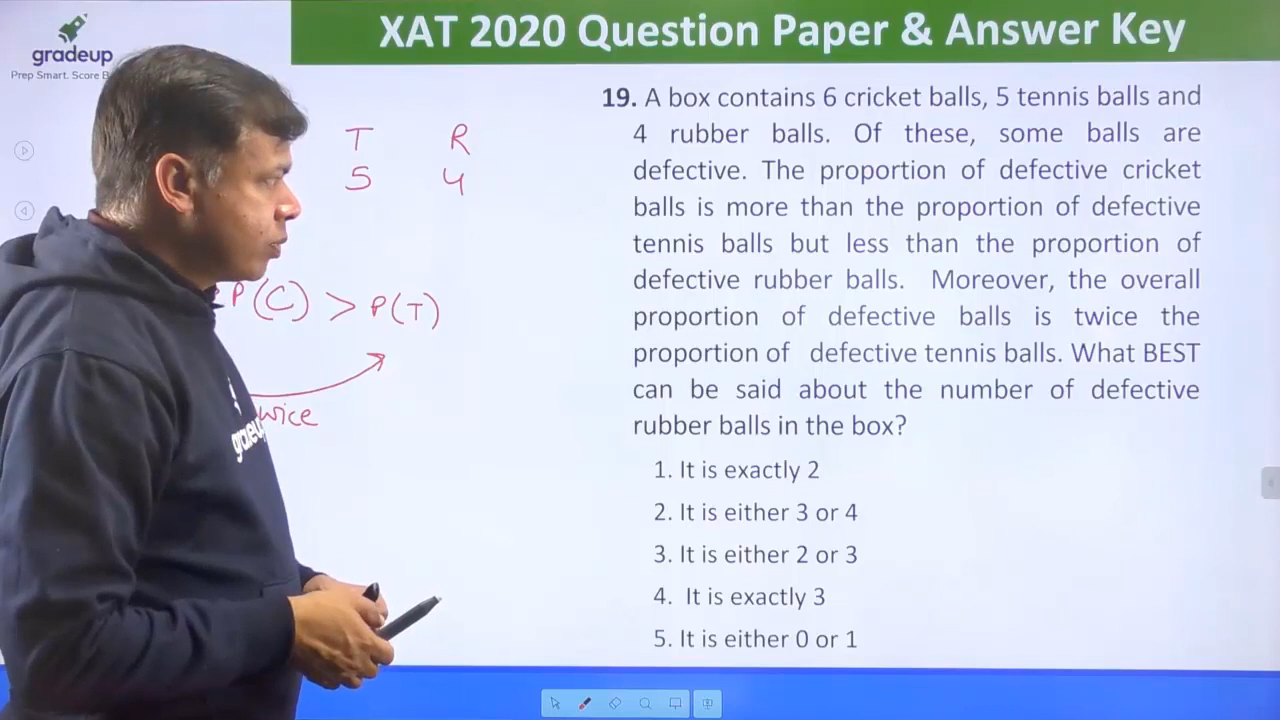 gradeup
Prep Smart. Score B
XAT 2020 Question Paper & Answer Key
T R
5 4
P(C) > P(T)
wice
gradeu
19. A box contains 6 cricket balls, 5 tennis balls and
4 rubber balls. Of these, some balls are
defective. The proportion of defective cricket
balls is more than the proportion of defective
tennis balls but less than the proportion of
defective rubber balls. Moreover, the overall
proportion of defective balls is twice the
proportion of defective tennis balls. What BEST
can be said about the number of defective
rubber balls in the box?
1. It is exactly 2
2. It is either 3 or 4
3. It is either 2 or 3
4. It is exactly 3
5. It is either 0 or 1